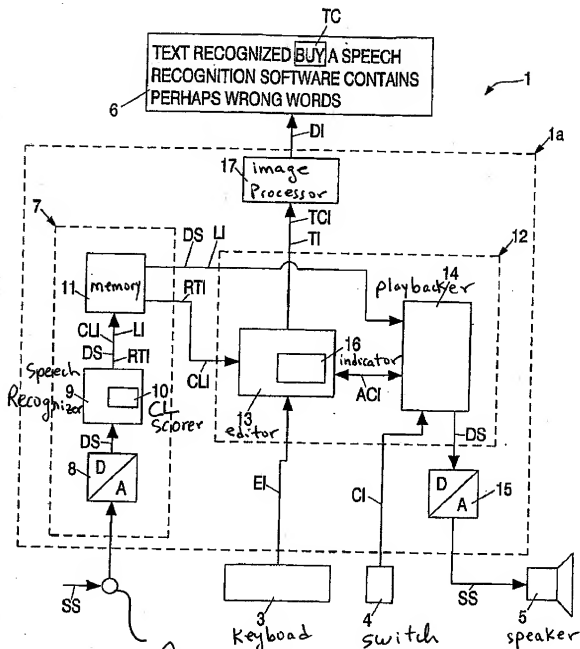 TC
TEXT RECOGNIZED BUY A SPEECH
RECOGNITION SOFTWARE CONTAINS
PERHAPS WRONG WORDS
6
1
DI
1a
17
image
Processor
7
TCI
TI
12
DS
LI
14
playbacker
memory
11
RTI
CLI
LI
DS
RTI
16
indicator
Speech
Recognizer
9
10
CL
Sciorer
CLI
ACI
13
editor
DS
DS
8
D
A
EI
CI
D
A
15
SS
SS
3
Keyboad
4
switch
5
speaker